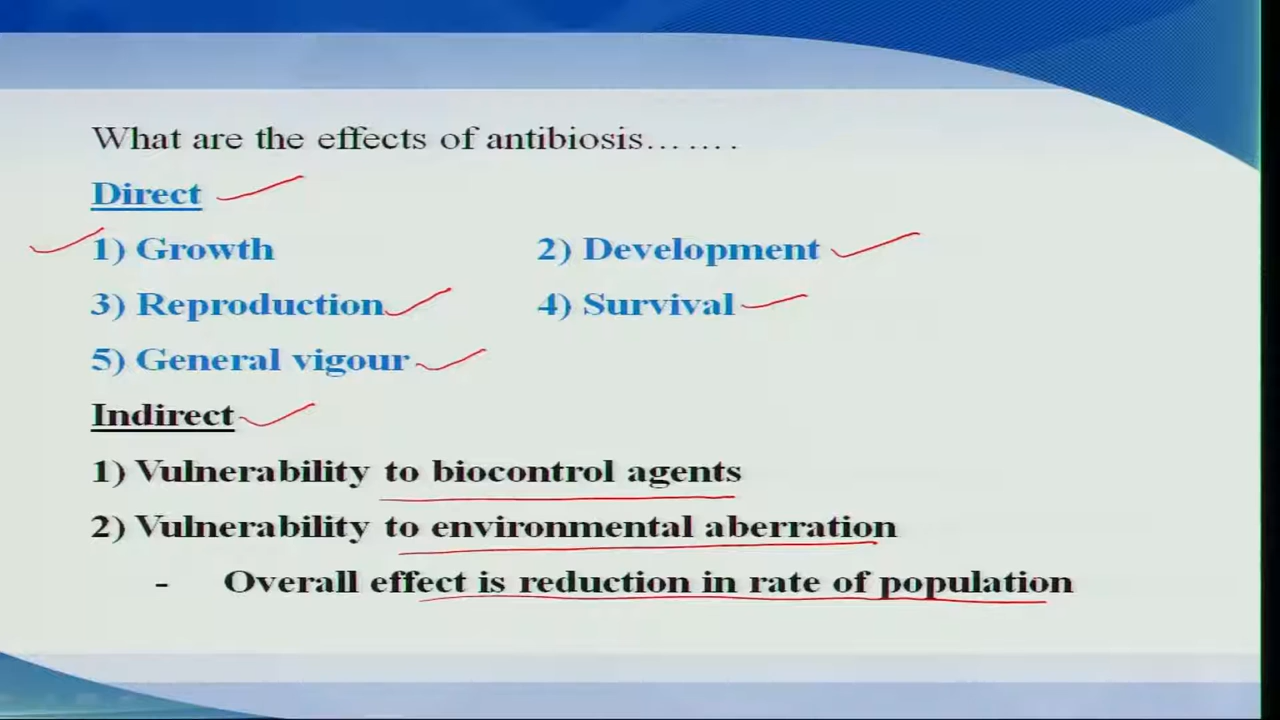 What are the effects of antibiosis.......
Direct
1) Growth 2) Development
3) Reproduction 4) Survival
5) General vigour
Indirect
1) Vulnerability to biocontrol agents
2) Vulnerability to environmental aberration
- Overall effect is reduction in rate of population